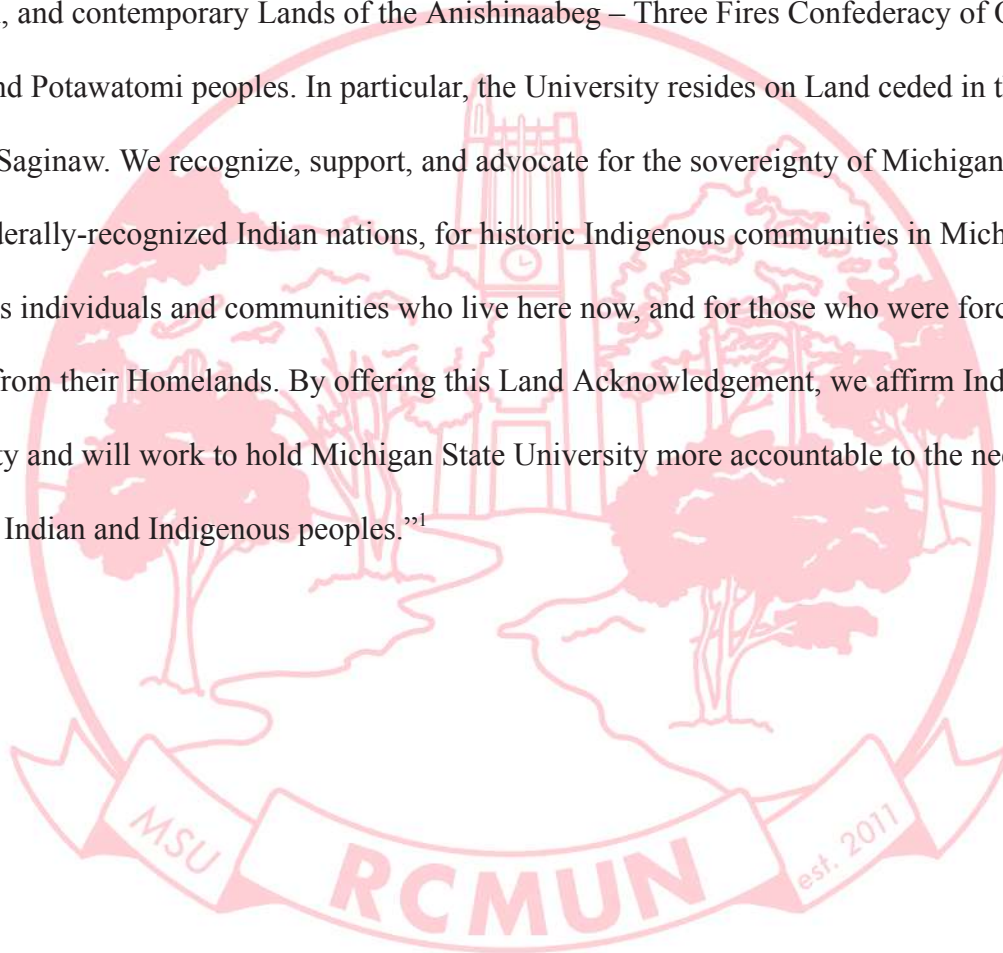 , and contemporary Lands of the Anishinaabeg – Three Fires Confederacy of
nd Potawatomi peoples. In particular, the University resides on Land ceded in
Saginaw. We recognize, support, and advocate for the sovereignty of Michigan
derally-recognized Indian nations, for historic Indigenous communities in Mich
s individuals and communities who live here now, and for those who were forc
from their Homelands. By offering this Land Acknowledgement, we affirm Ind
ty and will work to hold Michigan State University more accountable to the nee
Indian and Indigenous peoples.”1
MSU
RCMUN
est. 2011